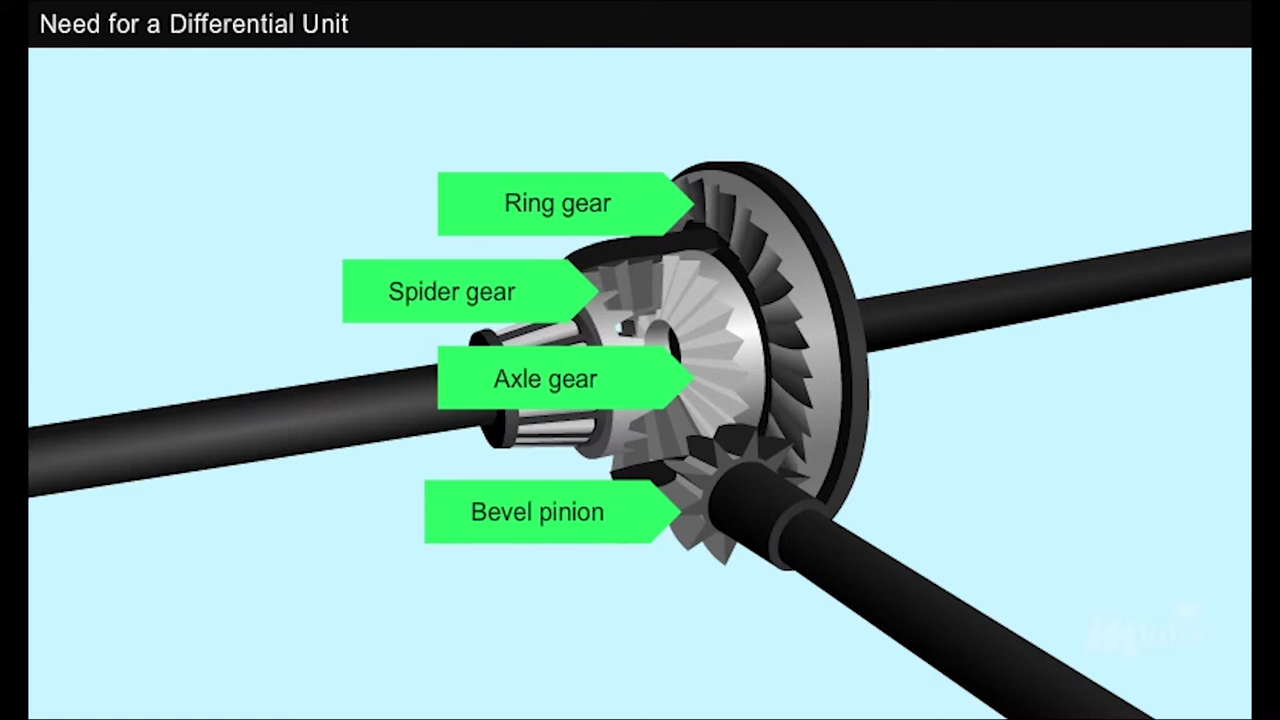 Need for a Differential Unit
Ring gear
Spider gear
Axle gear
Bevel pinion